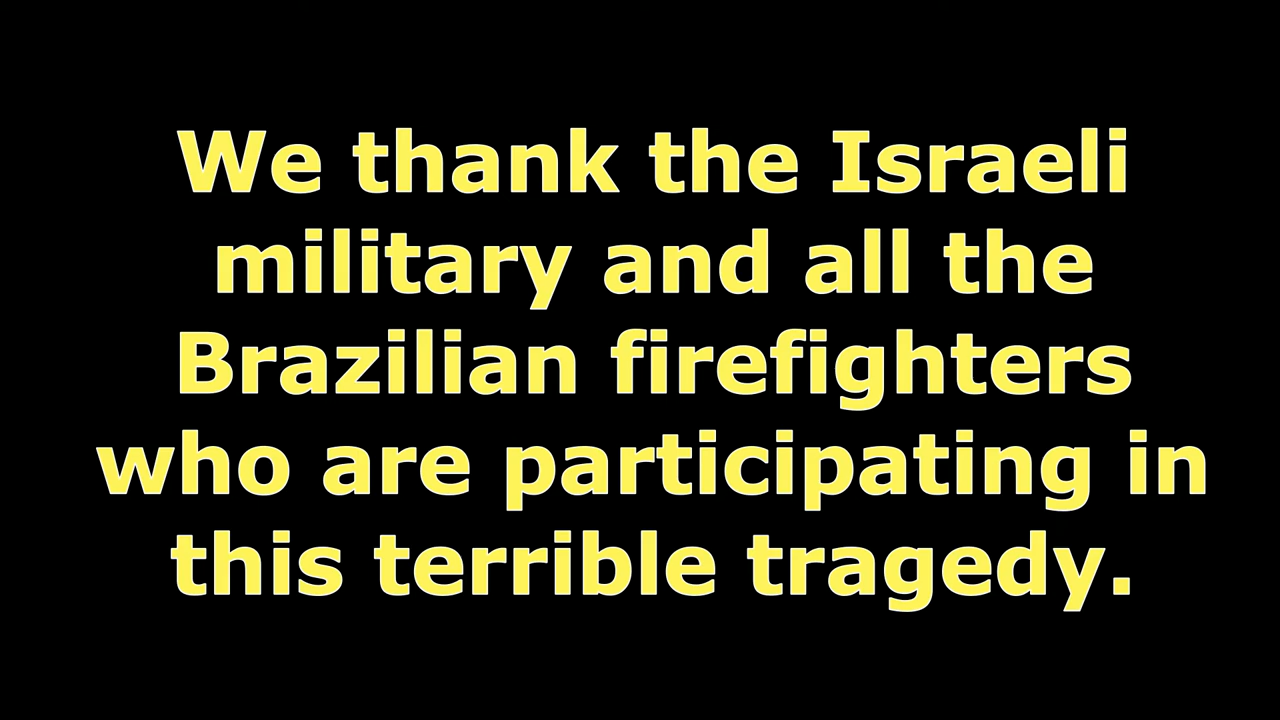 We thank the Israeli
military and all the
Brazilian firefighters
who are participating in
this terrible tragedy.